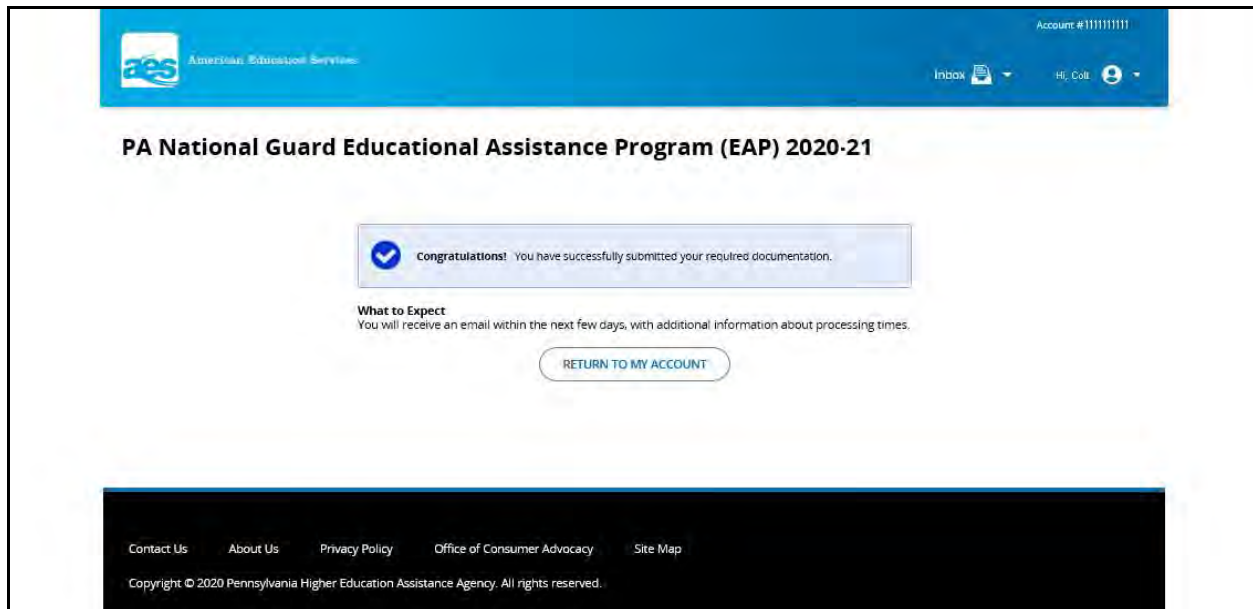 Account #1111111111
aes American Education Services
Inbox Hi, Colt
PA National Guard Educational Assistance Program (EAP) 2020-21
Congratulations! You have successfully submitted your required documentation.
What to Expect
You will receive an email within the next few days, with additional information about processing times.
RETURN TO MY ACCOUNT
Contact Us About Us Privacy Policy Office of Consumer Advocacy Site Map
Copyright © 2020 Pennsylvania Higher Education Assistance Agency. All rights reserved.